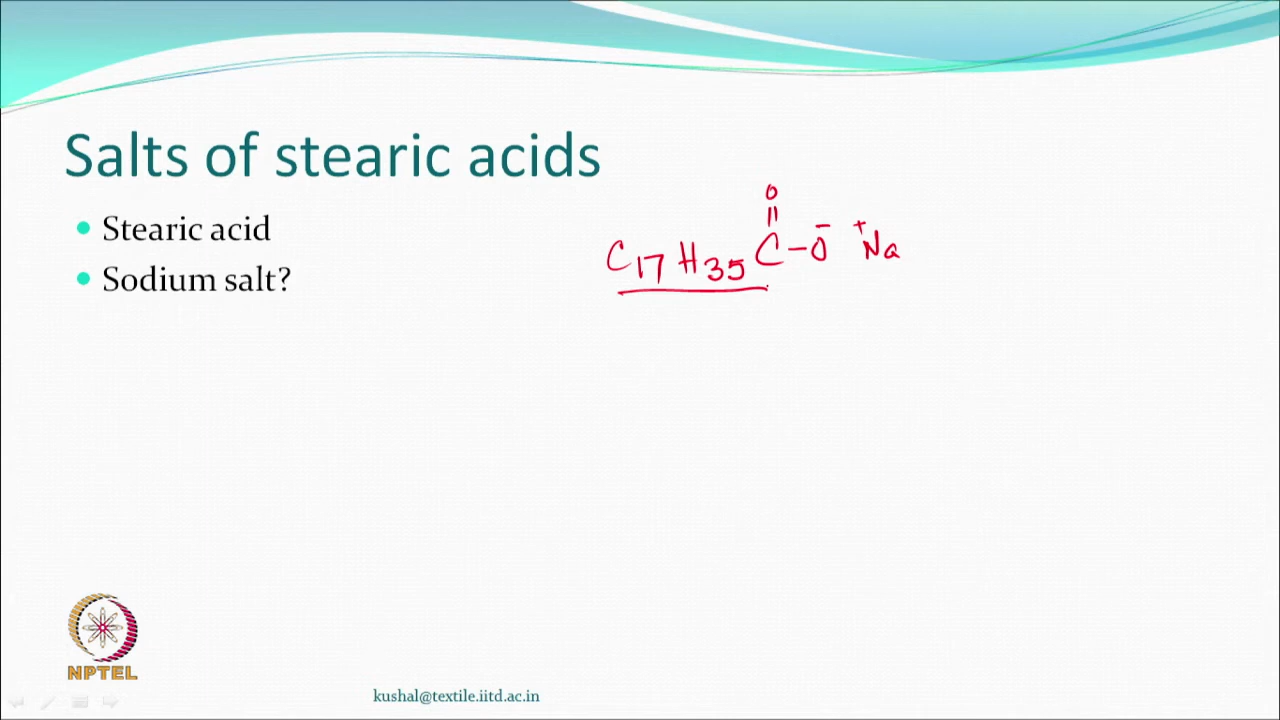 Salts of stearic acids
Stearic acid
Sodium salt?
O
||
C17H35C–O⁻ ⁺Na
NPTEL
kushal@textile.iitd.ac.in